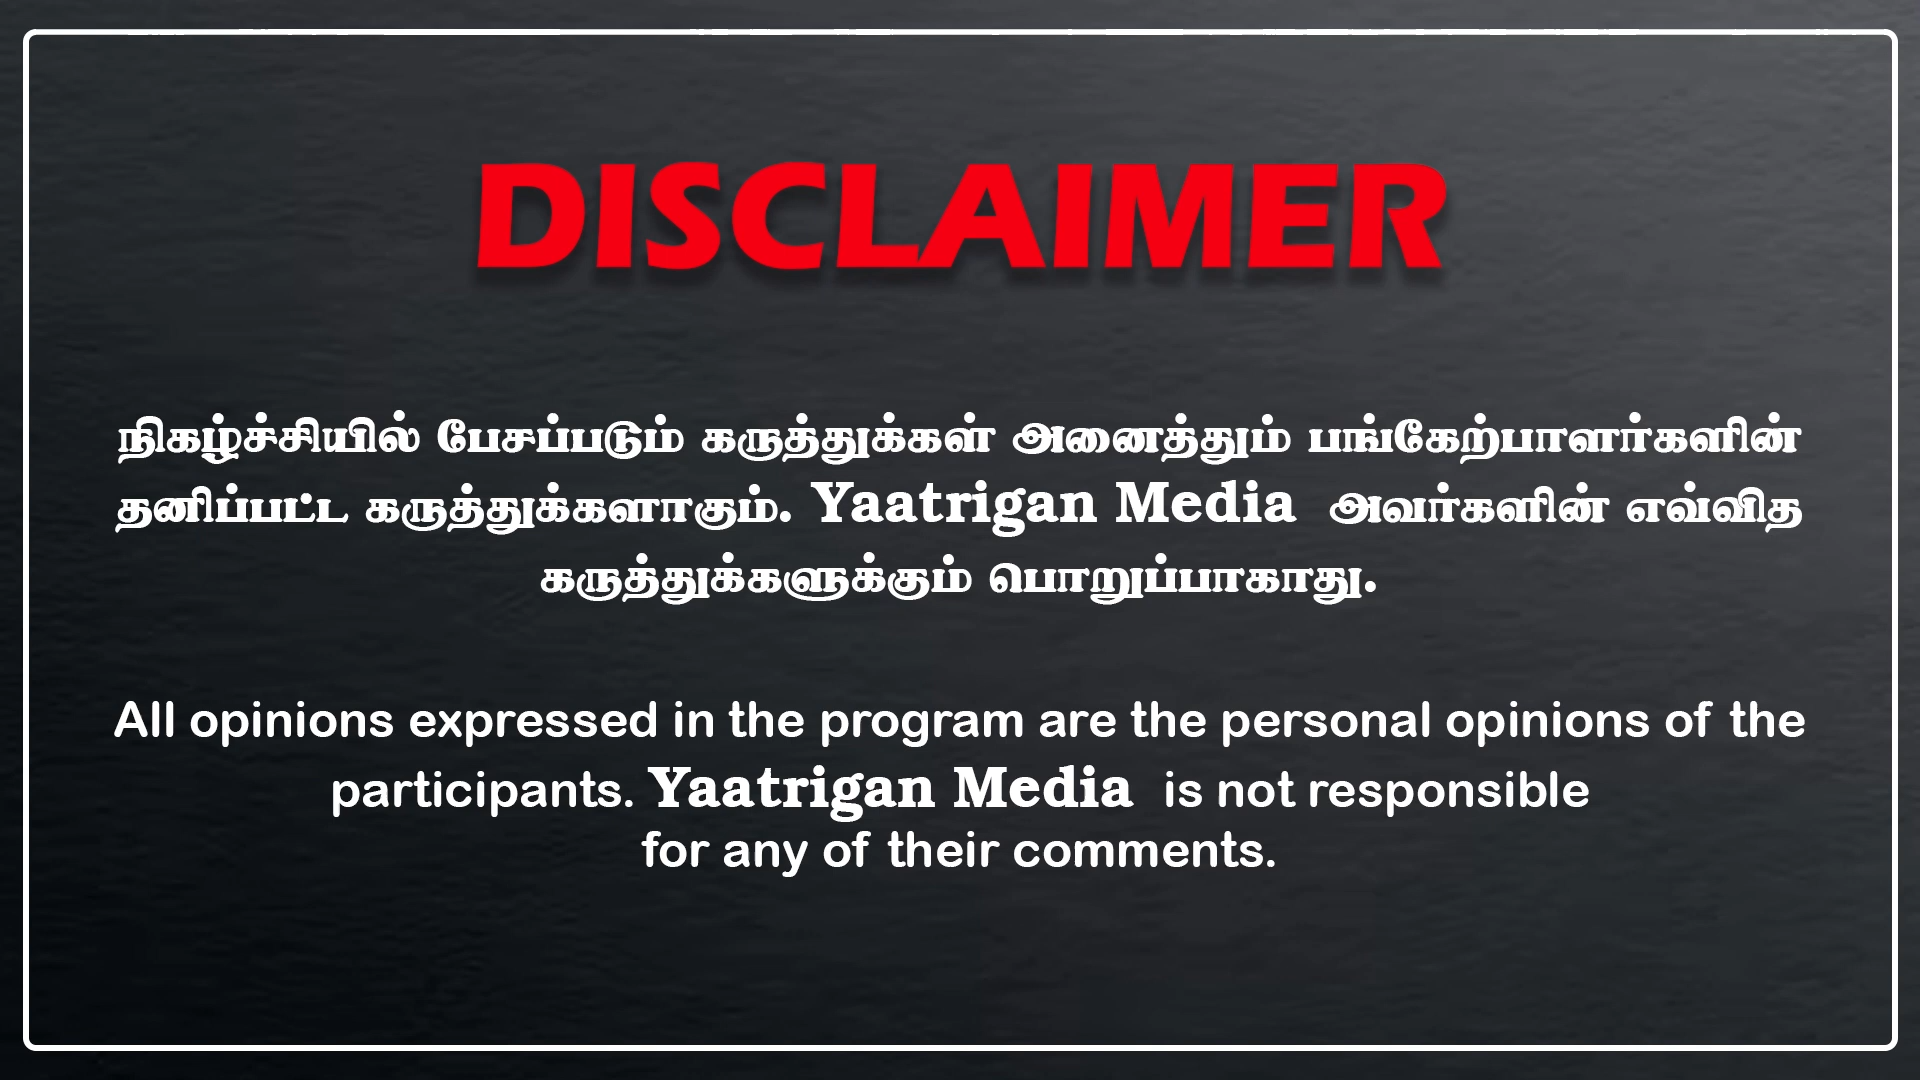 DISCLAIMER
நிகழ்ச்சியில் பேசப்படும் கருத்துக்கள் அனைத்தும் பங்கேற்பாளர்களின்
தனிப்பட்ட கருத்துக்களாகும். Yaatrigan Media அவர்களின் எவ்வித
கருத்துக்களுக்கும் பொறுப்பாகாது.
All opinions expressed in the program are the personal opinions of the
participants. Yaatrigan Media is not responsible
for any of their comments.